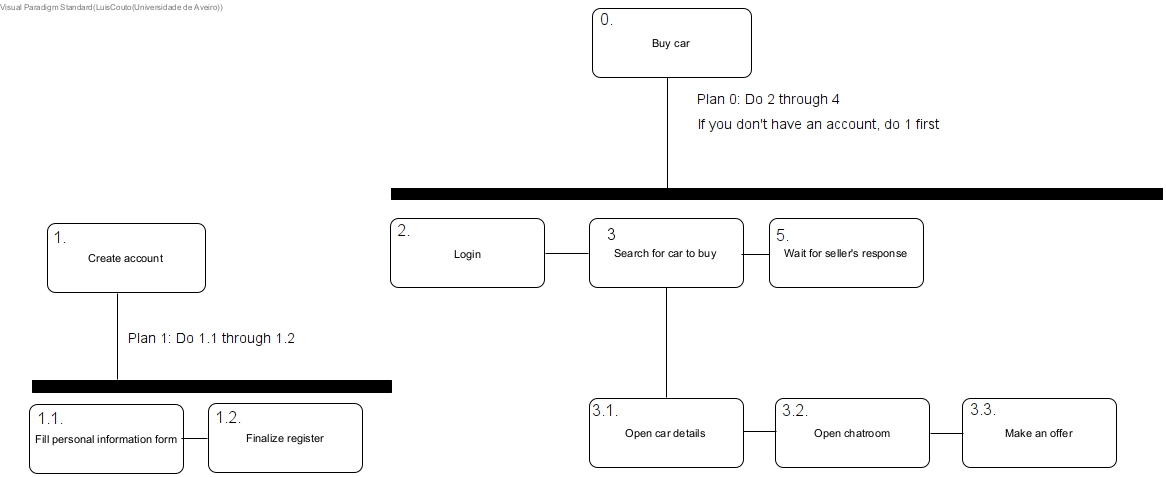 Visual Paradigm Standard(LuisCouto(Universidade de Aveiro))
0.
Buy car
Plan 0: Do 2 through 4
If you don't have an account, do 1 first
1.
Create account
2.
Login
3
Search for car to buy
5.
Wait for seller's response
Plan 1: Do 1.1 through 1.2
1.1.
Fill personal information form
1.2.
Finalize register
3.1.
Open car details
3.2.
Open chatroom
3.3.
Make an offer